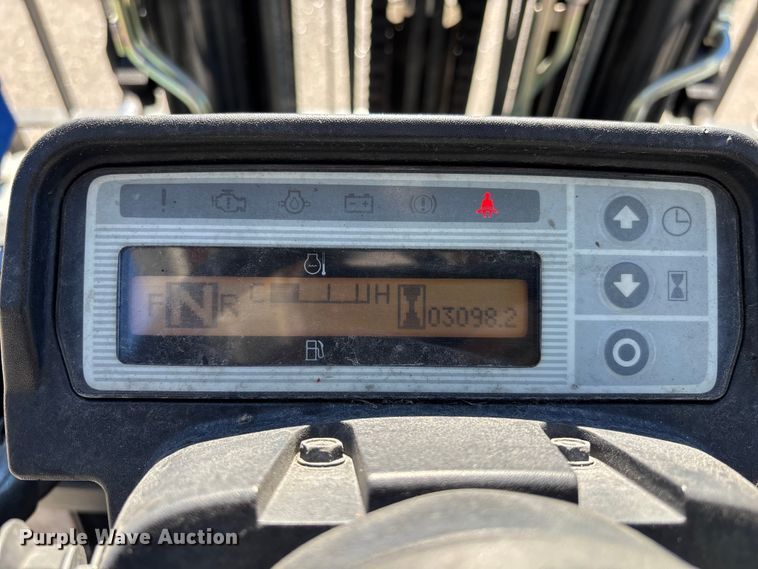 F N R C H 03098.2
Purple Wave Auction